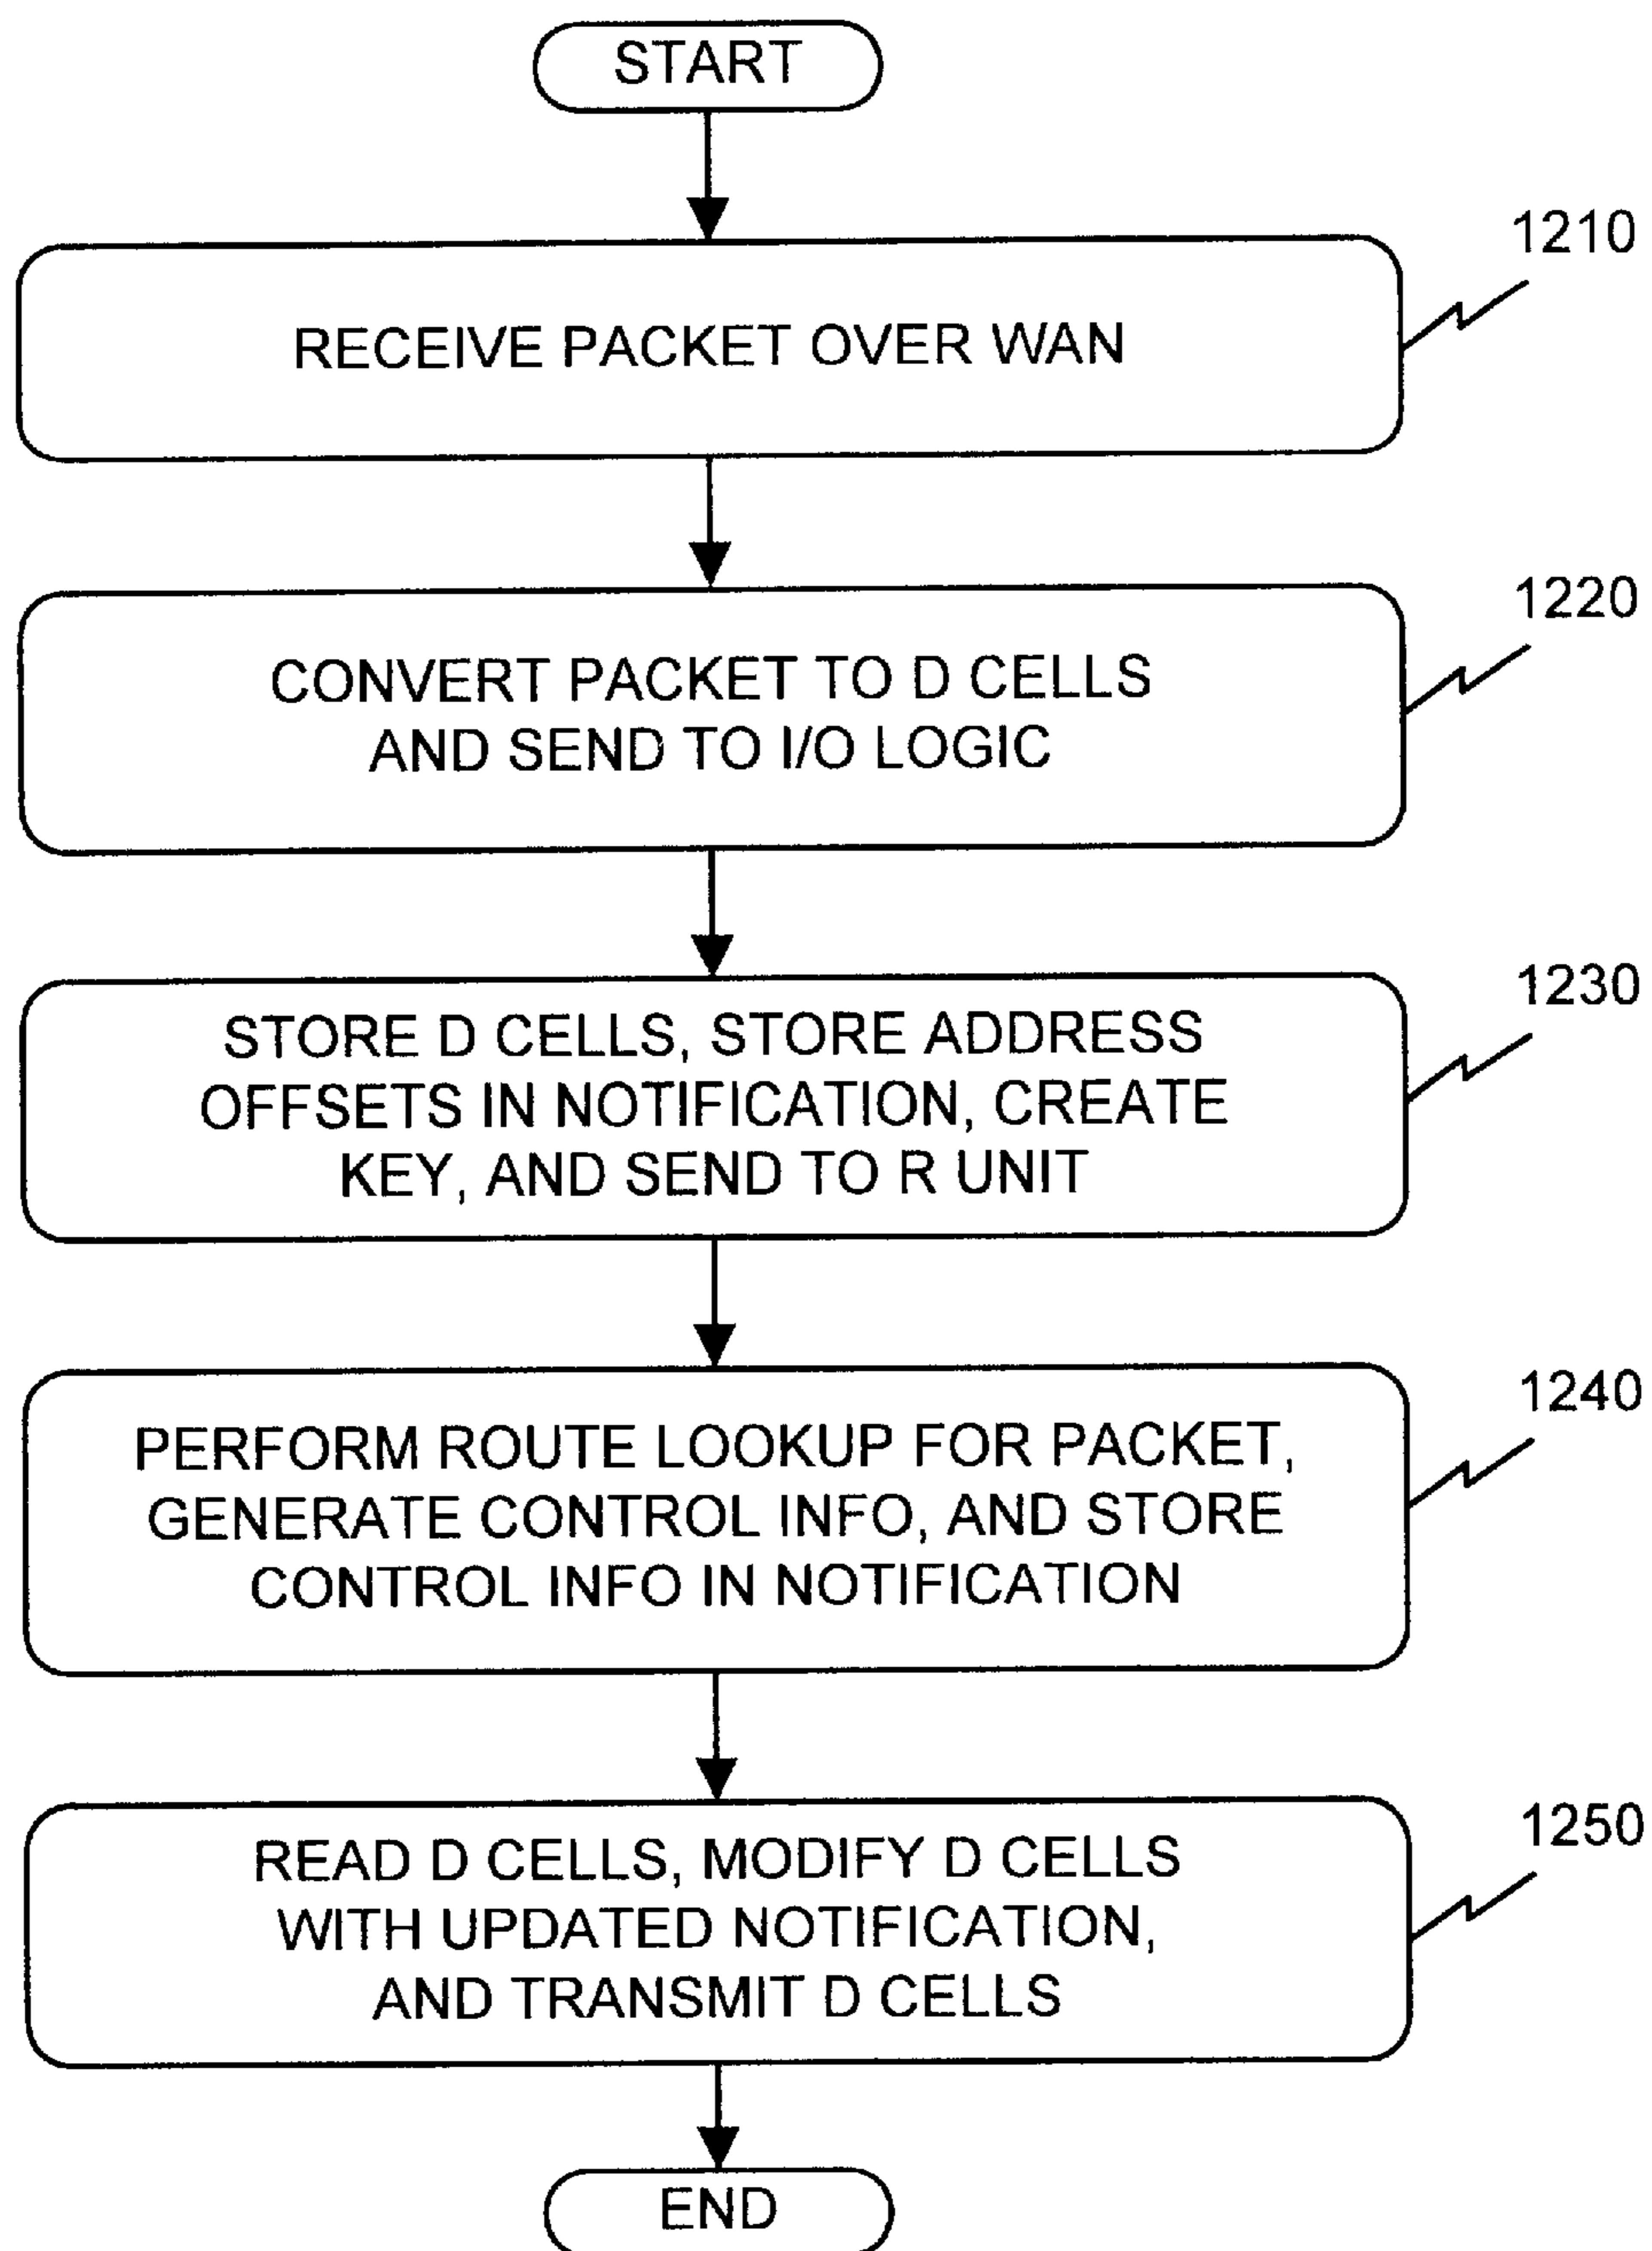 START
1210
RECEIVE PACKET OVER WAN
1220
CONVERT PACKET TO D CELLS
AND SEND TO I/O LOGIC
1230
STORE D CELLS, STORE ADDRESS
OFFSETS IN NOTIFICATION, CREATE
KEY, AND SEND TO R UNIT
1240
PERFORM ROUTE LOOKUP FOR PACKET,
GENERATE CONTROL INFO, AND STORE
CONTROL INFO IN NOTIFICATION
1250
READ D CELLS, MODIFY D CELLS
WITH UPDATED NOTIFICATION,
AND TRANSMIT D CELLS
END